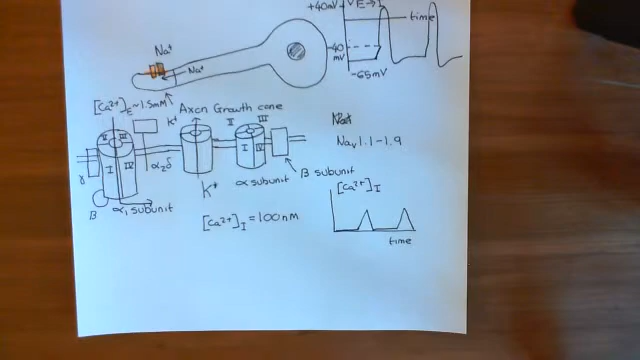 +40mV
V E→I
time
-40
mV
-65mV
Na+
Na+
[Ca2+]E~1.5mM
Axon Growth cone
K+
II
III
II
III
I
IV
I
IV
α2δ
γ
β
α1 subunit
K+
α subunit
β subunit
Nav1.1-1.9
[Ca2+]I = 100nM
[Ca2+]I
time